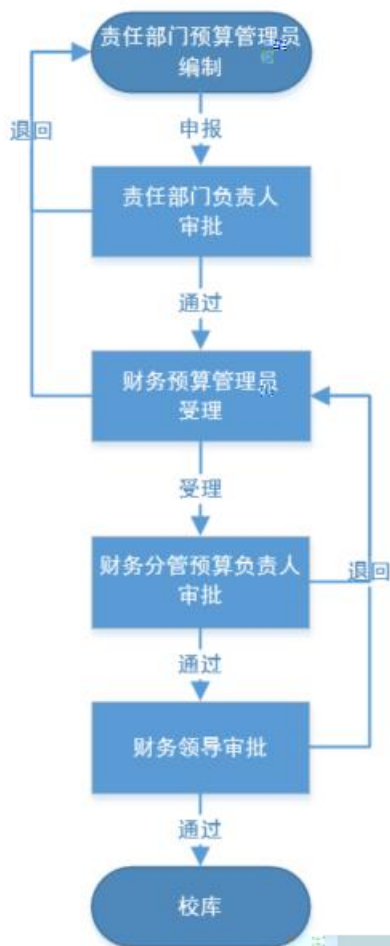 责任部门预算管理员
编制
退回
申报
责任部门负责人
审批
通过
财务预算管理员
受理
受理
财务分管预算负责人
审批
退回
通过
财务领导审批
通过
校库